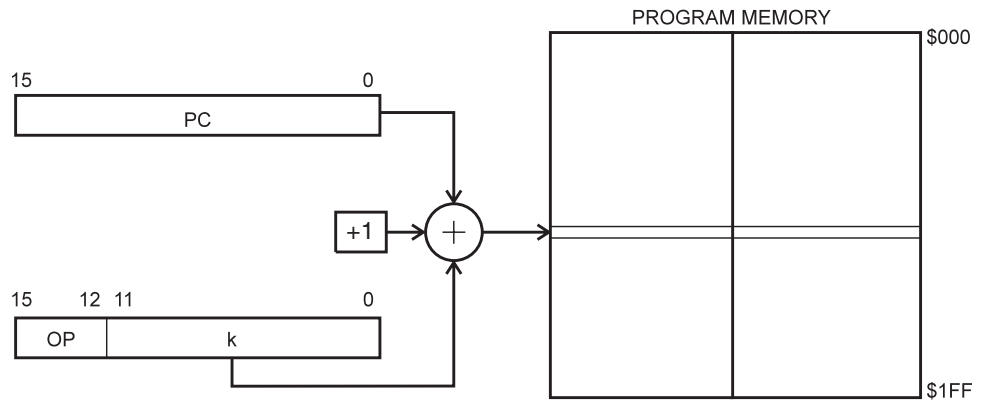 PROGRAM MEMORY
$000
15 0
PC
+1
+
15 12 11 0
OP k
$1FF